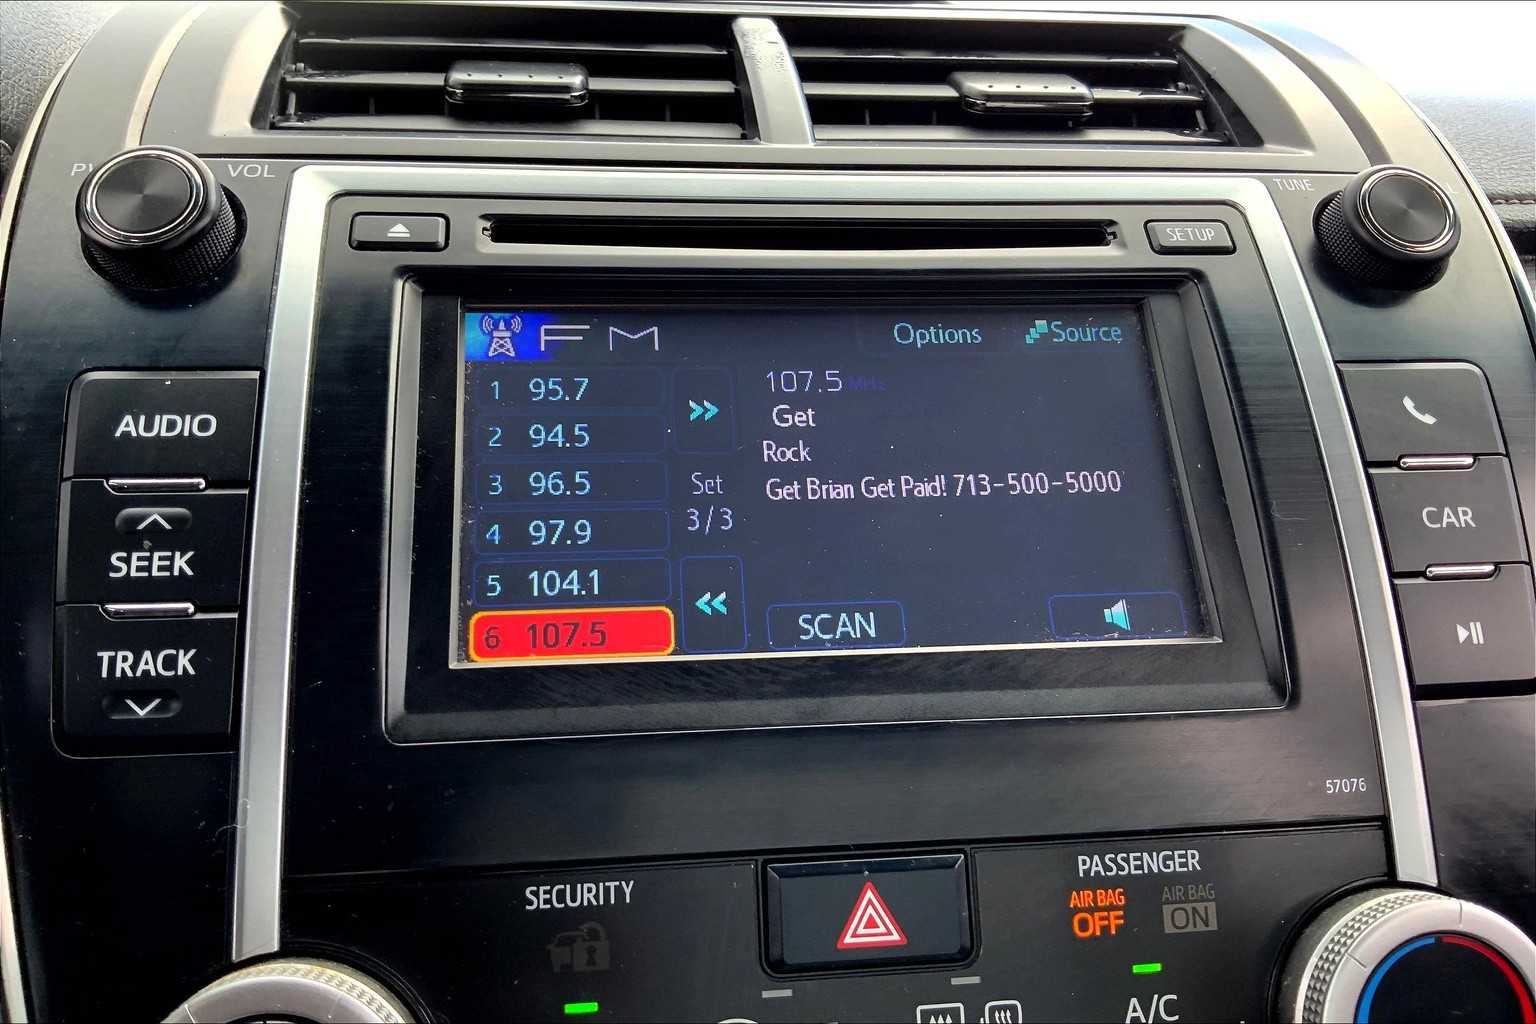 VOL
TUNE
SETUP
FM
Options
Source
AUDIO
SEEK
TRACK
1 95.7
2 94.5
3 96.5
4 97.9
5 104.1
6 107.5
Set
3/3
107.5 MHz
Get
Rock
Get Brian Get Paid! 713-500-5000
SCAN
CAR
57076
SECURITY
PASSENGER
AIR BAG
OFF
AIR BAG
ON
A/C